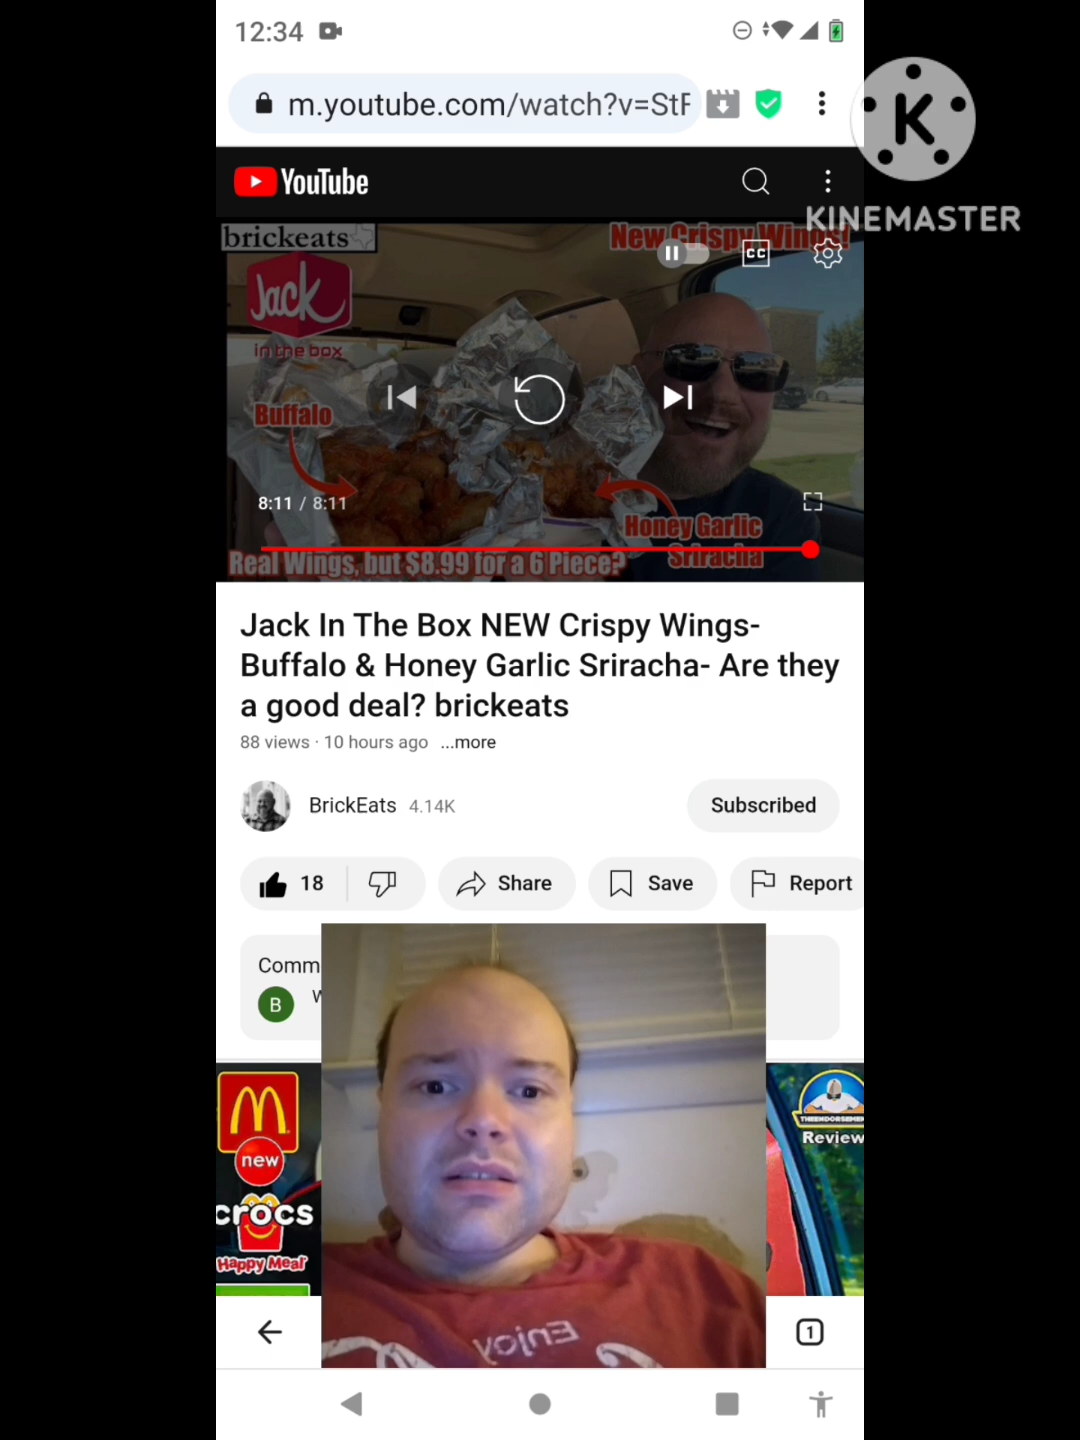 12:34
m.youtube.com/watch?v=StF
K
KINEMASTER
YouTube
brickeats
New Crispy Wings!
CC
Jack
in the box
Buffalo
8:11 / 8:11
Honey Garlic
Sriracha
Real Wings, but $8.99 for a 6 Piece?
Jack In The Box NEW Crispy Wings-
Buffalo & Honey Garlic Sriracha- Are they
a good deal? brickeats
88 views · 10 hours ago ...more
BrickEats 4.14K
Subscribed
18
Share
Save
Report
Comm
B
new
crocs
Happy Meal
Review
Enjoy
1